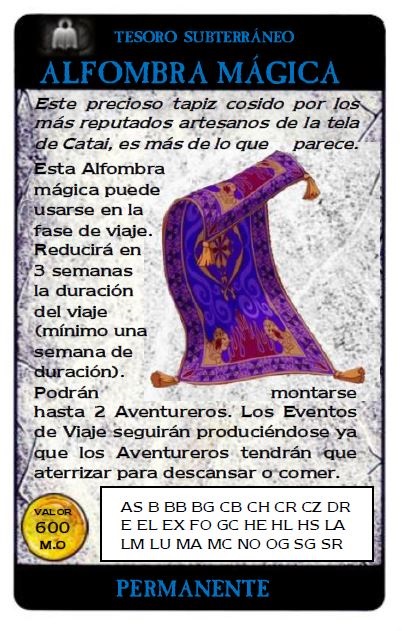 TESORO SUBTERRÁNEO
ALFOMBRA MÁGICA
Este precioso tapiz cosido por los
más reputados artesanos de la tela
de Catai, es más de lo que parece.
Esta Alfombra
mágica puede
usarse en la
fase de viaje.
Reducirá en
3 semanas
la duración
del viaje
(mínimo una
semana de
duración).
Podrán montarse
hasta 2 Aventureros. Los Eventos
de Viaje seguirán produciéndose ya
que los Aventureros tendrán que
aterrizar para descansar o comer.
VALOR
600
M.O
AS B BB BG CB CH CR CZ DR
E EL EX FO GC HE HL HS LA
LM LU MA MC NO OG SG SR
PERMANENTE